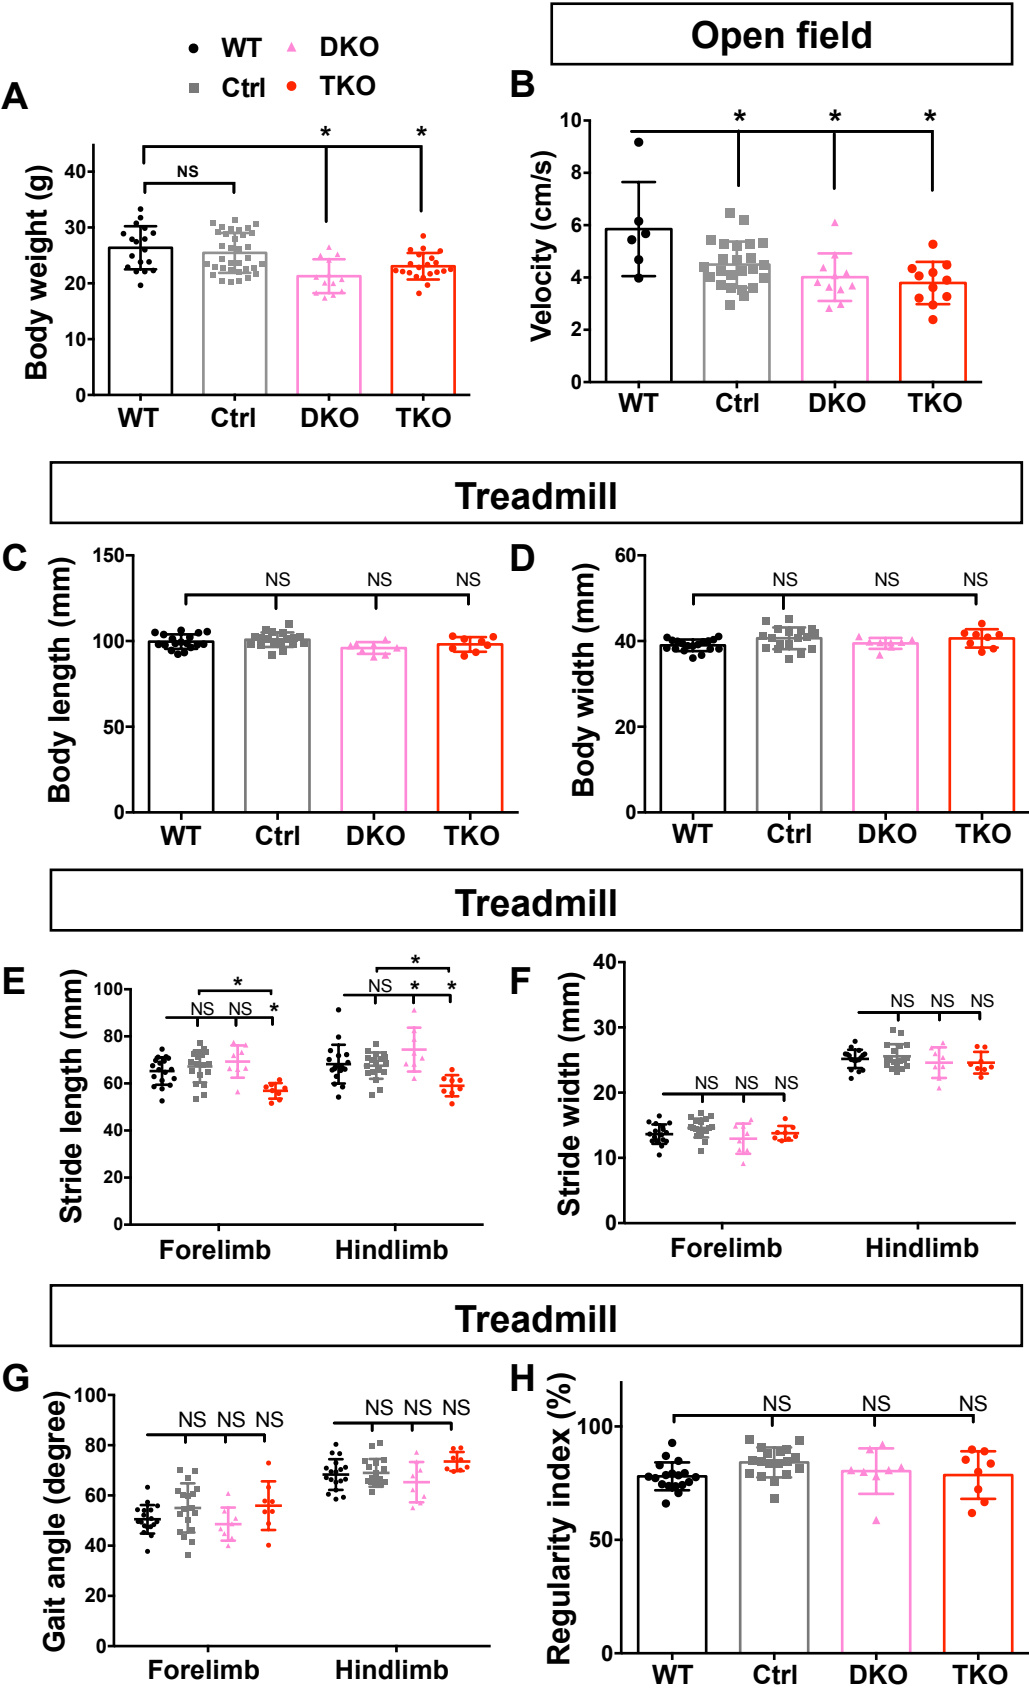 WT DKO
Ctrl TKO
Open field
A
Body weight (g)
40
30
20
10
0
NS
* *
WT Ctrl DKO TKO
B
Velocity (cm/s)
10
8
6
4
2
0
* * *
WT Ctrl DKO TKO
Treadmill
C
Body length (mm)
150
100
50
0
NS NS NS
WT Ctrl DKO TKO
D
Body width (mm)
60
40
20
0
NS NS NS
WT Ctrl DKO TKO
Treadmill
E
Stride length (mm)
100
80
60
40
20
0
*
NS NS *
*
NS * *
Forelimb Hindlimb
F
Stride width (mm)
40
30
20
10
0
NS NS NS
NS NS NS
Forelimb Hindlimb
Treadmill
G
Gait angle (degree)
100
80
60
40
20
0
NS NS NS
NS NS NS
Forelimb Hindlimb
H
Regularity index (%)
100
50
0
NS NS NS
WT Ctrl DKO TKO